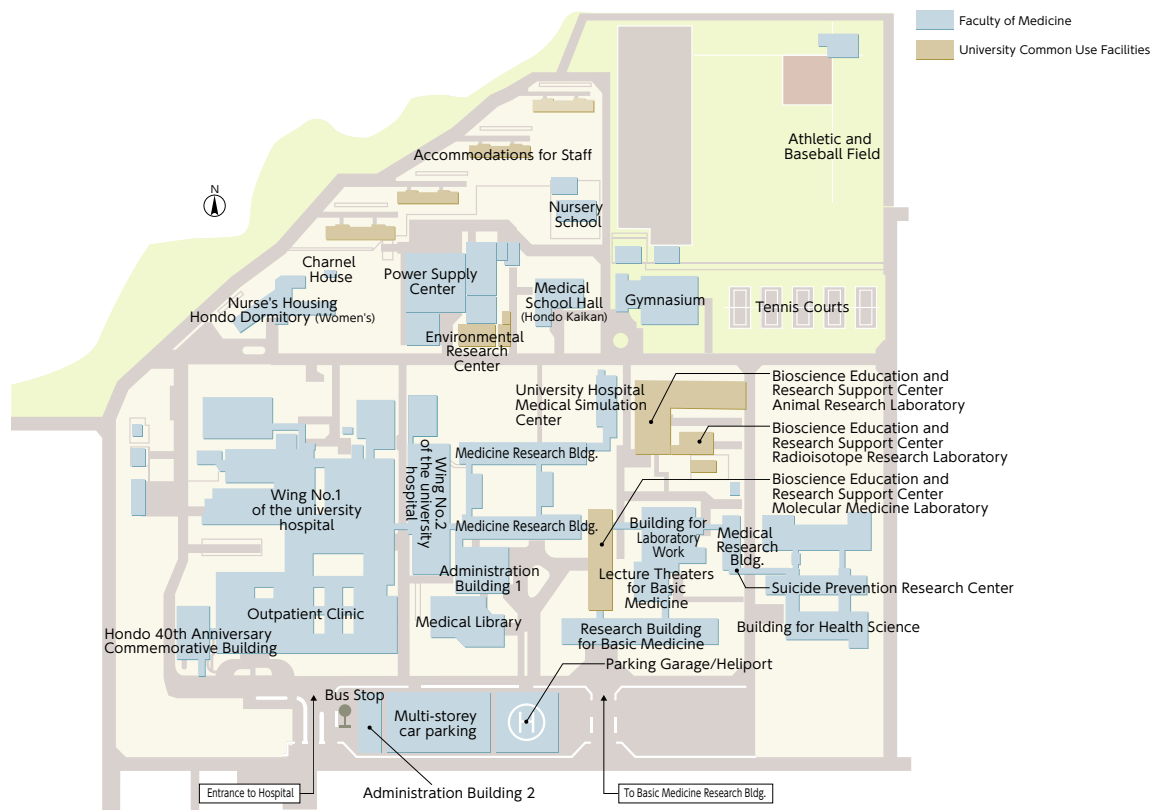 Faculty of Medicine
University Common Use Facilities
Athletic and
Baseball Field
Accommodations for Staff
N
Nursery
School
Charnel
House
Power Supply
Center
Medical
School Hall
(Hondo Kaikan)
Gymnasium
Tennis Courts
Nurse's Housing
Hondo Dormitory (Women's)
Environmental
Research
Center
University Hospital
Medical Simulation
Center
Bioscience Education and
Research Support Center
Animal Research Laboratory
Bioscience Education and
Research Support Center
Radioisotope Research Laboratory
Bioscience Education and
Research Support Center
Molecular Medicine Laboratory
Medicine Research Bldg.
Wing No.2
of the university
hospital
Wing No.1
of the university
hospital
Medicine Research Bldg.
Building for
Laboratory
Work
Medical
Research
Bldg.
Administration
Building 1
Lecture Theaters
for Basic
Medicine
Suicide Prevention Research Center
Outpatient Clinic
Medical Library
Research Building
for Basic Medicine
Building for Health Science
Hondo 40th Anniversary
Commemorative Building
Parking Garage/Heliport
Bus Stop
Multi-storey
car parking
H
Entrance to Hospital
Administration Building 2
To Basic Medicine Research Bldg.